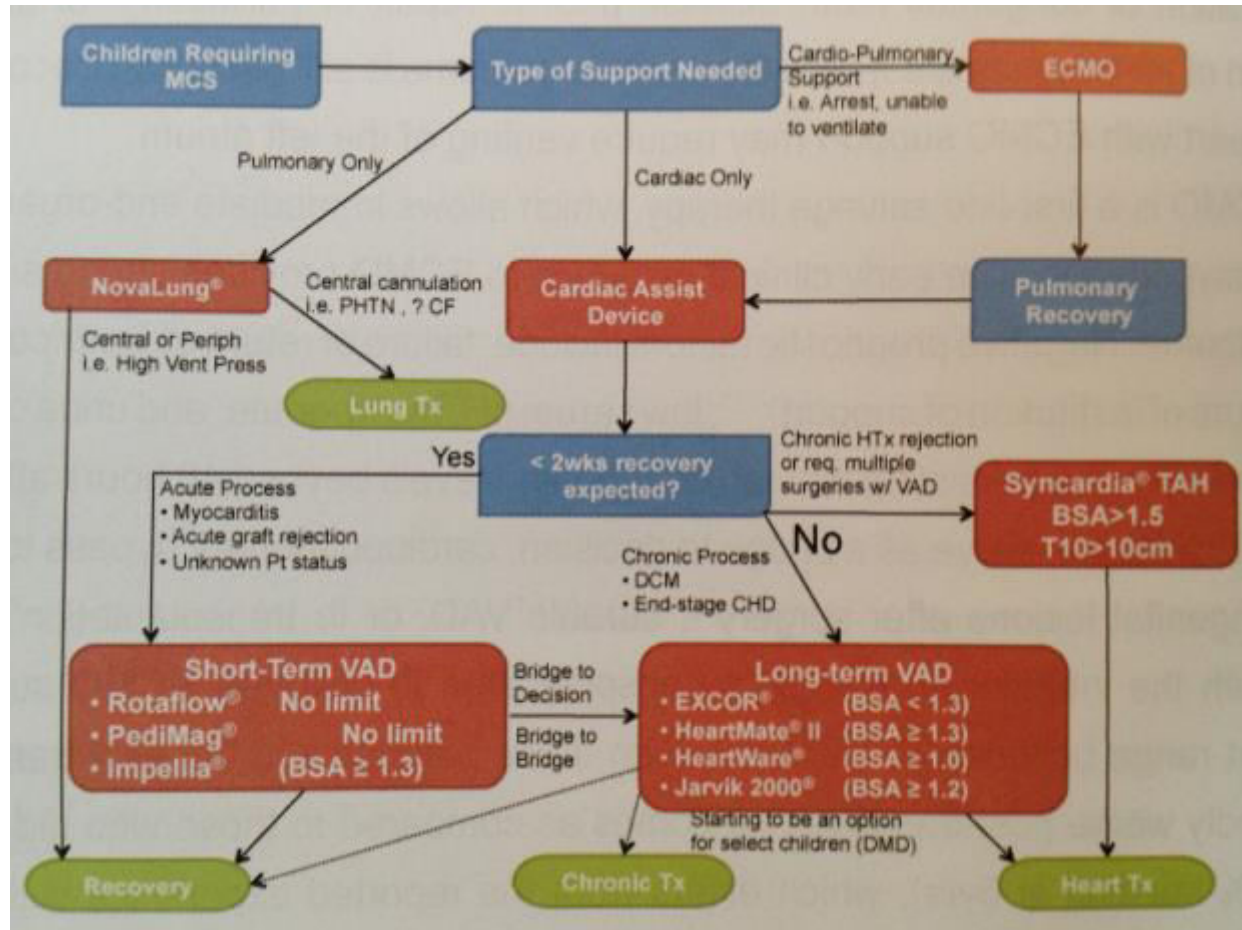 Children Requiring
MCS
Type of Support Needed
Cardio-Pulmonary
Support
i.e. Arrest, unable
to ventilate
ECMO
Pulmonary Only
Cardiac Only
NovaLung®
Central cannulation
i.e. PHTN , ? CF
Cardiac Assist
Device
Pulmonary
Recovery
Central or Periph
i.e. High Vent Press
Lung Tx
Yes
< 2wks recovery
expected?
Chronic HTx rejection
or req. multiple
surgeries w/ VAD
Syncardia® TAH
BSA>1.5
T10>10cm
Acute Process
• Myocarditis
• Acute graft rejection
• Unknown Pt status
No
Chronic Process
• DCM
• End-stage CHD
Short-Term VAD
• Rotaflow® No limit
• PediMag® No limit
• Impellla® (BSA ≥ 1.3)
Bridge to
Decision
Bridge to
Bridge
Long-term VAD
• EXCOR® (BSA < 1.3)
• HeartMate® II (BSA ≥ 1.3)
• HeartWare® (BSA ≥ 1.0)
• Jarvik 2000® (BSA ≥ 1.2)
Starting to be an option
for select children (DMD)
Recovery
Chronic Tx
Heart Tx